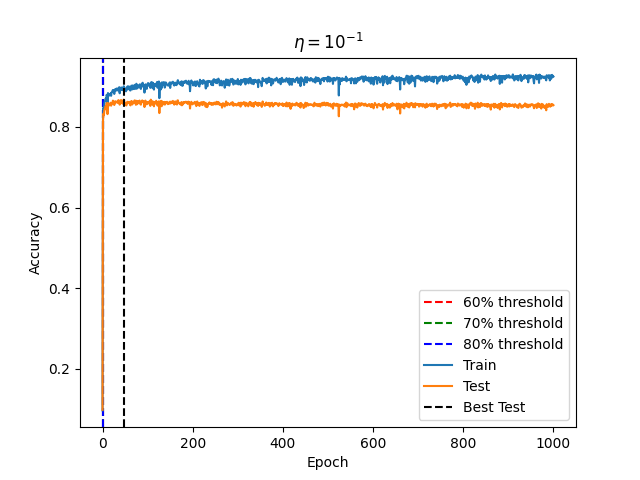 η = 10⁻¹
Accuracy
0.8
0.6
0.4
0.2
0
200
400
600
800
1000
Epoch
60% threshold
70% threshold
80% threshold
Train
Test
Best Test